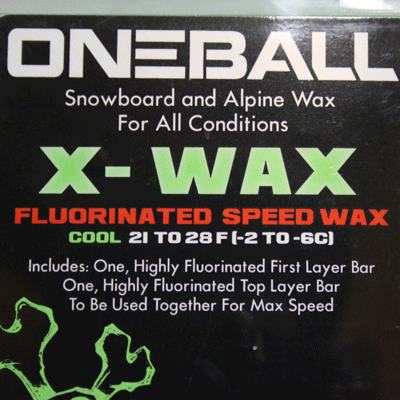 ONEBALL
Snowboard and Alpine Wax
For All Conditions
X-WAX
FLUORINATED SPEED WAX
COOL 21 TO 28 F (-2 TO -6C)
Includes: One, Highly Fluorinated First Layer Bar
One, Highly Fluorinated Top Layer Bar
To Be Used Together For Max Speed